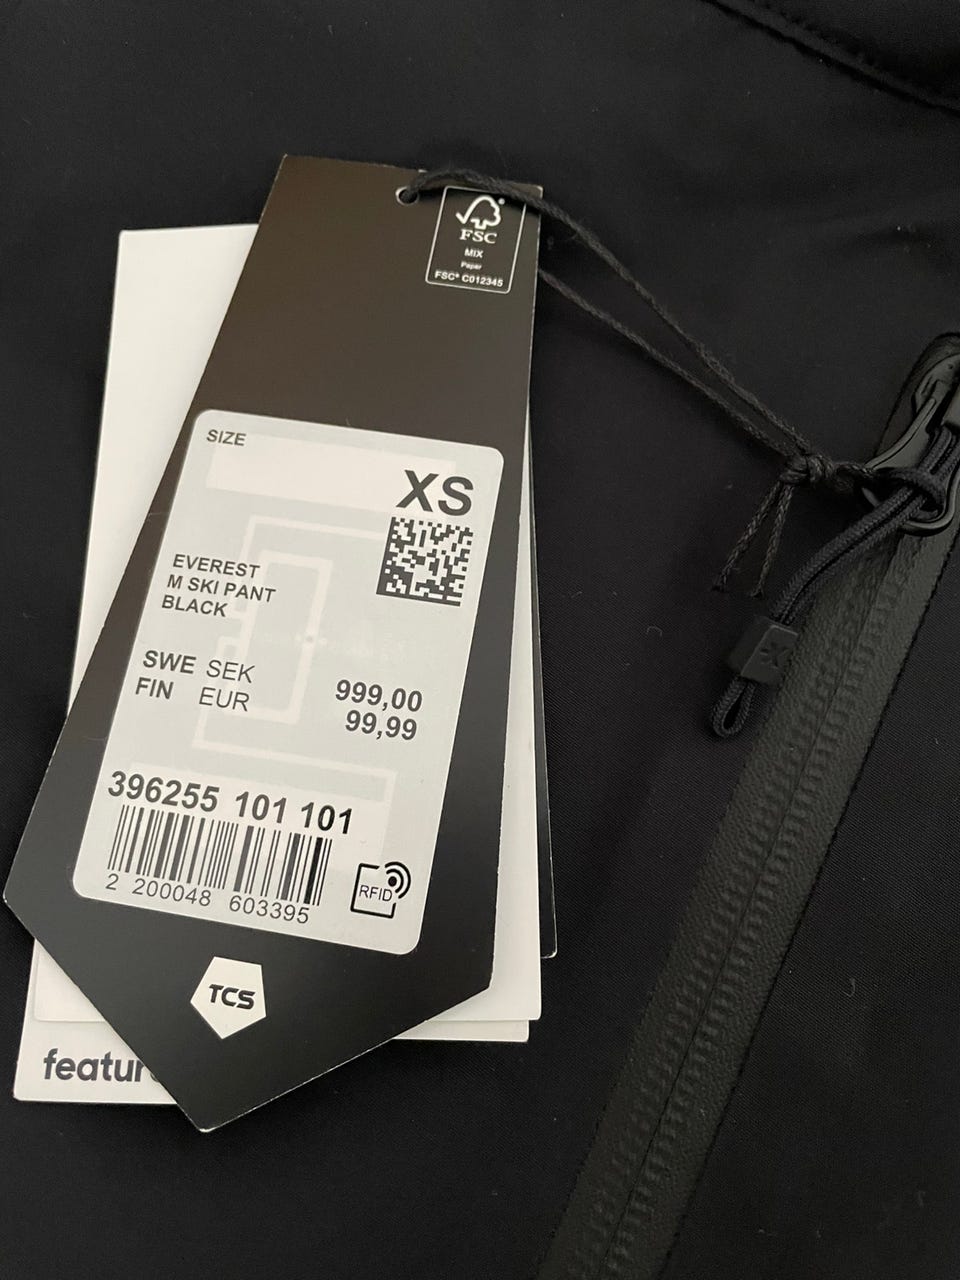 FSC®
MIX
Paper
FSC® C012345
SIZE
XS
EVEREST
M SKI PANT
BLACK
SWE SEK 999,00
FIN EUR 99,99
396255 101 101
2 200048 603395
RFID
TCS
featur